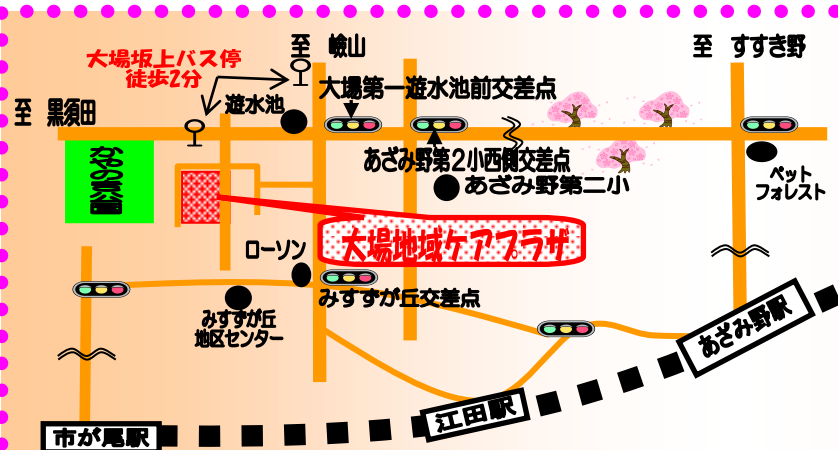 至 嶮山
至 すすき野
大場坂上バス停
徒歩2分
大場第一遊水池前交差点
至 黒須田
遊水池
あざみ野第2小西側交差点
かやの木公園
ペット
フォレスト
あざみ野第二小
大場地域ケアプラザ
ローソン
みすずが丘交差点
みすずが丘
地区センター
あざみ野駅
江田駅
市が尾駅